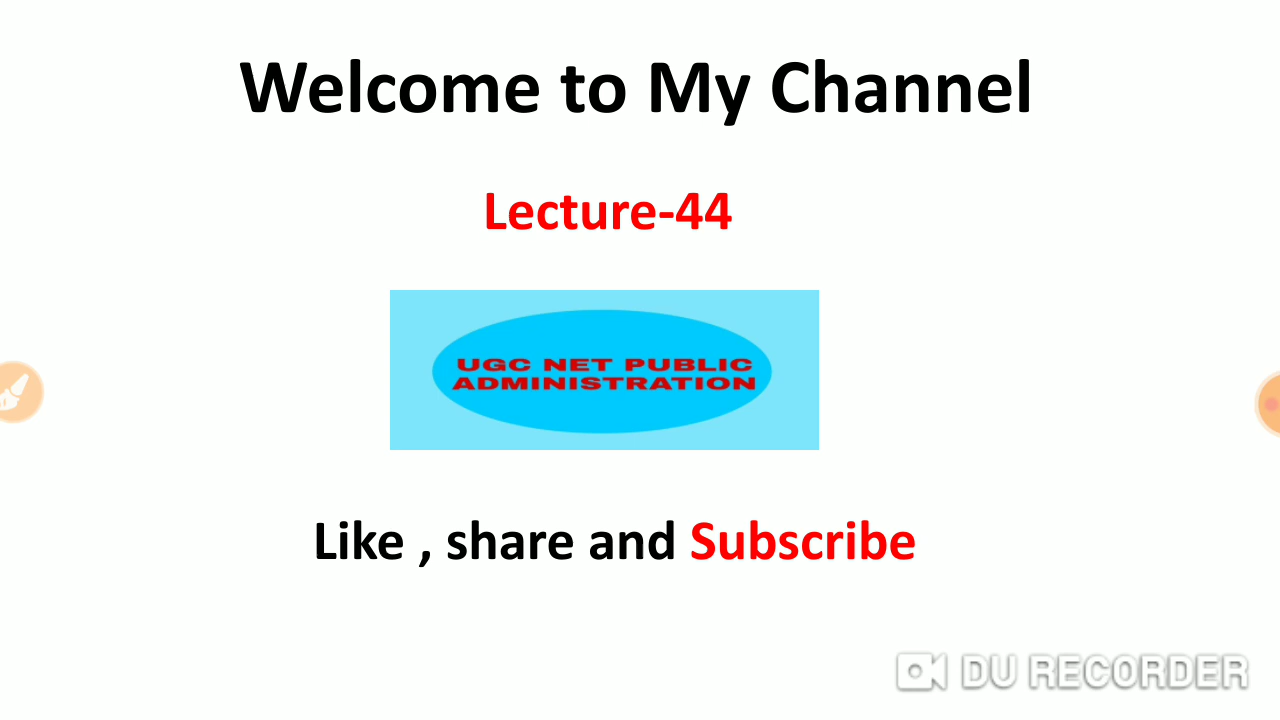 Welcome to My Channel
Lecture-44
UGC NET PUBLIC
ADMINISTRATION
Like , share and Subscribe
DU RECORDER